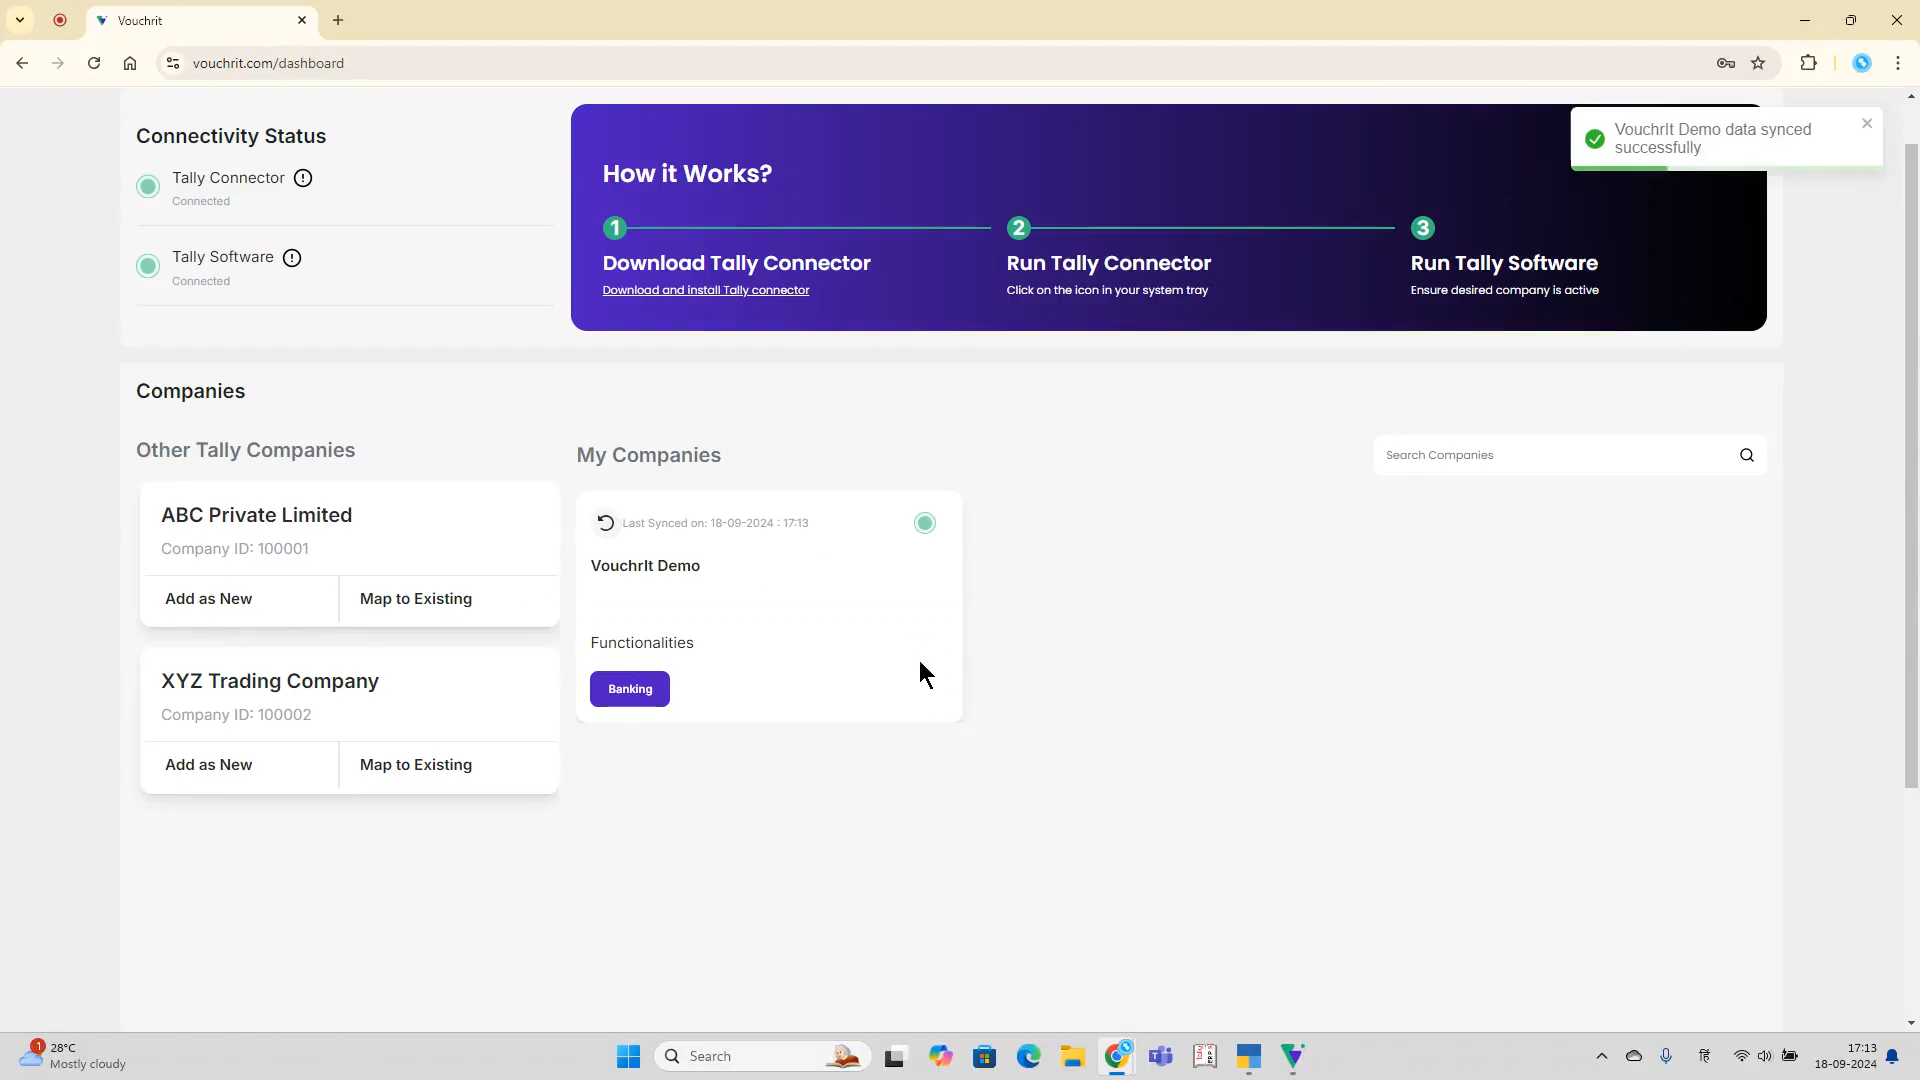 Vouchrit
vouchrit.com/dashboard
Connectivity Status
Tally Connector
Connected
Tally Software
Connected
How it Works?
1
Download Tally Connector
Download and install Tally connector
2
Run Tally Connector
Click on the icon in your system tray
3
Run Tally Software
Ensure desired company is active
VouchrIt Demo data synced
successfully
Companies
Other Tally Companies
ABC Private Limited
Company ID: 100001
Add as New
Map to Existing
XYZ Trading Company
Company ID: 100002
Add as New
Map to Existing
My Companies
Search Companies
Last Synced on: 18-09-2024 : 17:13
VouchrIt Demo
Functionalities
Banking
1
28°C
Mostly cloudy
Search
हि
17:13
18-09-2024